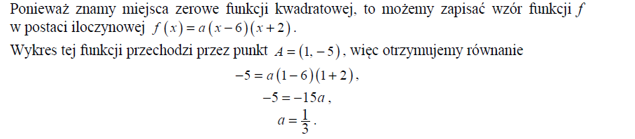 Ponieważ znamy miejsca zerowe funkcji kwadratowej, to możemy zapisać wzór funkcji f
w postaci iloczynowej f(x)=a(x−6)(x+2).
Wykres tej funkcji przechodzi przez punkt A=(1,−5), więc otrzymujemy równanie
−5=a(1−6)(1+2),
−5=−15a,
a=1/3.